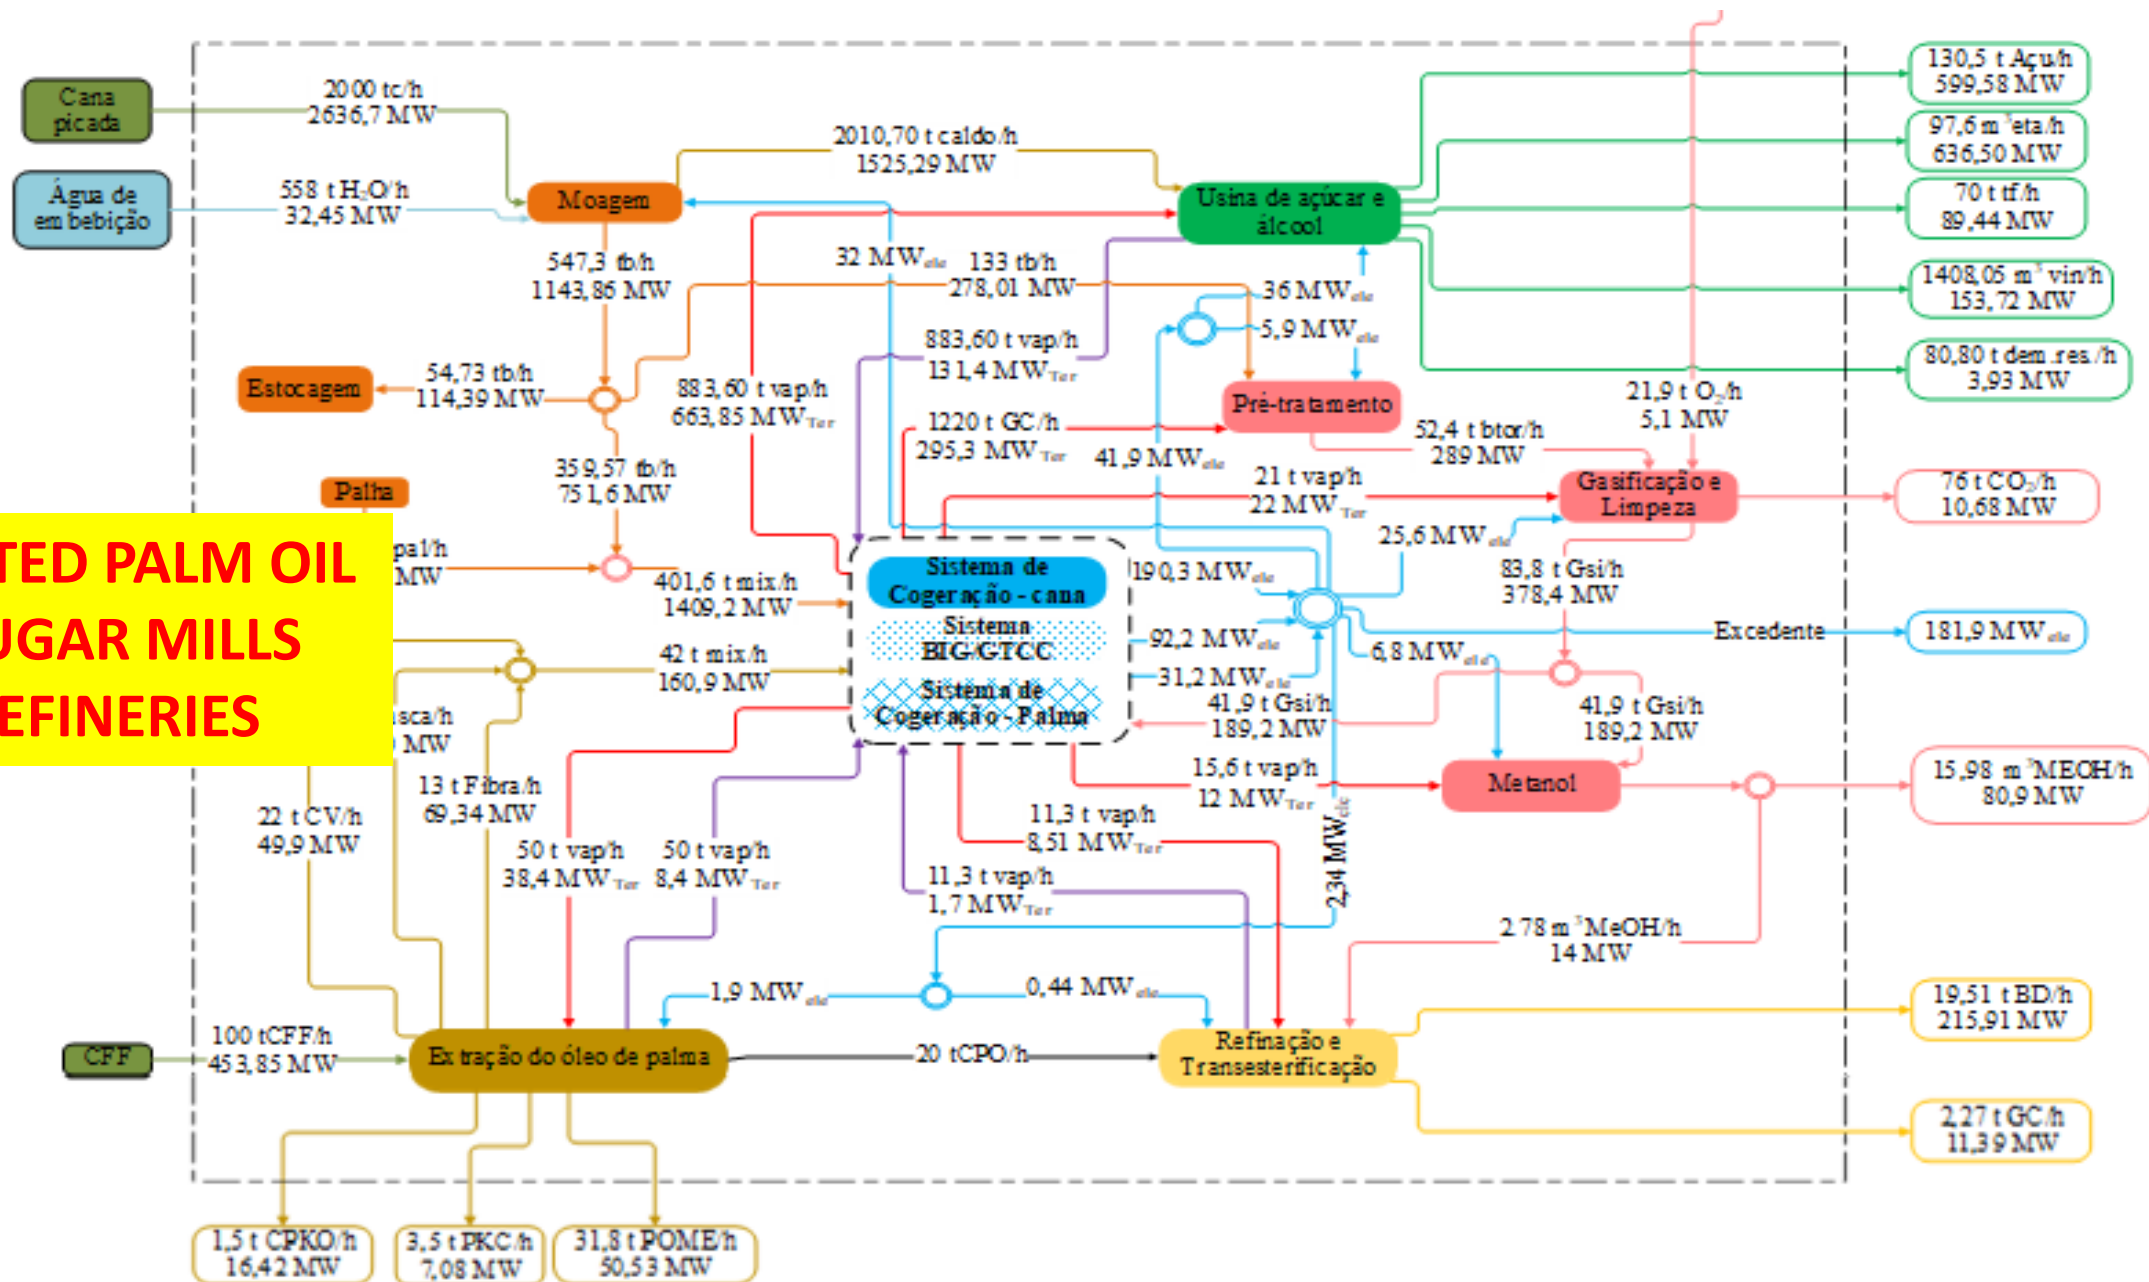 Cana
picada
2000 tc/h
2636,7 MW
Água de
embebição
558 t H₂O/h
32,45 MW
Moagem
2010,70 t caldo/h
1525,29 MW
Usina de açúcar e
álcool
130,5 t Açu/h
599,58 MW
97,6 m³eta/h
636,50 MW
70 t tf/h
89,44 MW
1408,05 m³ vin/h
153,72 MW
80,80 t dem.res./h
3,93 MW
547,3 tb/h
1143,86 MW
32 MWele
133 tb/h
278,01 MW
36 MWele
5,9 MWele
883,60 t vap/h
131,4 MWTer
Estocagem
54,73 tb/h
114,39 MW
883,60 t vap/h
663,85 MWTer
Pré-tratamento
21,9 t O₂/h
5,1 MW
1220 t GC/h
295,3 MWTer
41,9 MWele
52,4 t btor/h
289 MW
359,57 tb/h
751,6 MW
Palha
21 t vap/h
22 MWTer
Gasificação e
Limpeza
76 t CO₂/h
10,68 MW
TED PALM OIL
UGAR MILLS
EFINERIES
pal/h
MW
401,6 t mix/h
1409,2 MW
Sistema de
Cogeração - cana
Sistema
BIG/GTCC
Sistema de
Cogeração - Palma
190,3 MWele
92,2 MWele
31,2 MWele
25,6 MWele
83,8 t Gsi/h
378,4 MW
Excedente
181,9 MWele
6,8 MWele
42 t mix/h
160,9 MW
41,9 t Gsi/h
189,2 MW
41,9 t Gsi/h
189,2 MW
asca/h
MW
13 t Fibra/h
69,34 MW
22 t CV/h
49,9 MW
15,6 t vap/h
12 MWTer
Metanol
15,98 m³MEOH/h
80,9 MW
50 t vap/h
38,4 MWTer
50 t vap/h
8,4 MWTer
11,3 t vap/h
8,51 MWTer
11,3 t vap/h
1,7 MWTer
2,34 MWele
2.78 m³MeOH/h
14 MW
1,9 MWele
0,44 MWele
CFF
100 tCFF/h
453,85 MW
Extração do óleo de palma
20 tCPO/h
Refinação e
Transesterificação
19,51 t BD/h
215,91 MW
2,27 t GC/h
11,39 MW
1,5 t CPKO/h
16,42 MW
3,5 t PKC/h
7,08 MW
31,8 t POME/h
50,53 MW